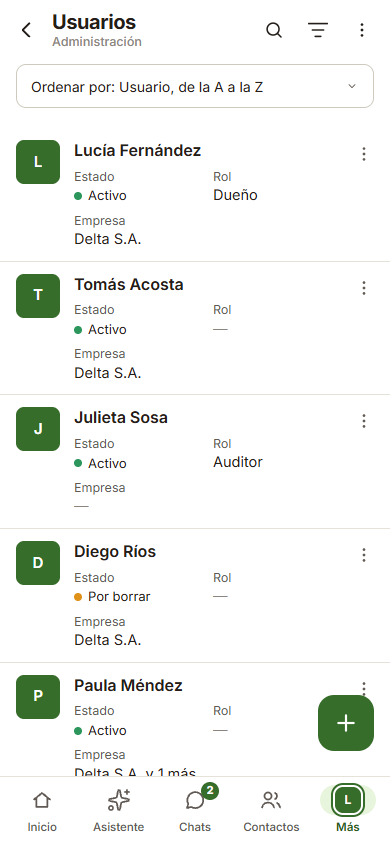 Usuarios
Administración
Ordenar por: Usuario, de la A a la Z
L
Lucía Fernández
Estado
Rol
Activo
Dueño
Empresa
Delta S.A.
T
Tomás Acosta
Estado
Rol
Activo
—
Empresa
Delta S.A.
J
Julieta Sosa
Estado
Rol
Activo
Auditor
Empresa
—
D
Diego Ríos
Estado
Rol
Por borrar
—
Empresa
Delta S.A.
P
Paula Méndez
Estado
Rol
Activo
—
Empresa
Delta S.A. y 1 más
2
L
Inicio
Asistente
Chats
Contactos
Más